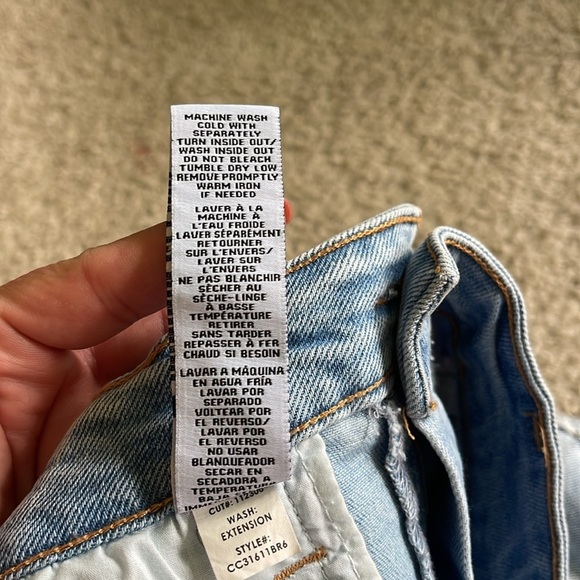 MACHINE WASH
COLD WITH
SEPARATELY
TURN INSIDE OUT/
WASH INSIDE OUT
DO NOT BLEACH
TUMBLE DRY LOW
REMOVE PROMPTLY
WARM IRON
IF NEEDED
LAVER À LA
MACHINE À
L'EAU FROIDE
LAVER SÉPARÉMENT
RETOURNER
SUR L'ENVERS/
LAVER SUR
L'ENVERS
NE PAS BLANCHIR
SÉCHER AU
SÈCHE-LINGE
À BASSE
TEMPÉRATURE
RETIRER
SANS TARDER
REPASSER À FER
CHAUD SI BESOIN
LAVAR A MÁQUINA
EN AGUA FRÍA
LAVAR POR
SEPARADO
VOLTEAR POR
EL REVERSO/
LAVAR POR
EL REVERSO
NO USAR
BLANQUEADOR
SECAR EN
SECADORA A
TEMPERATURA
BAJA
CUT#:
WASH:
EXTENSION
STYLE#:
CC31611BR6